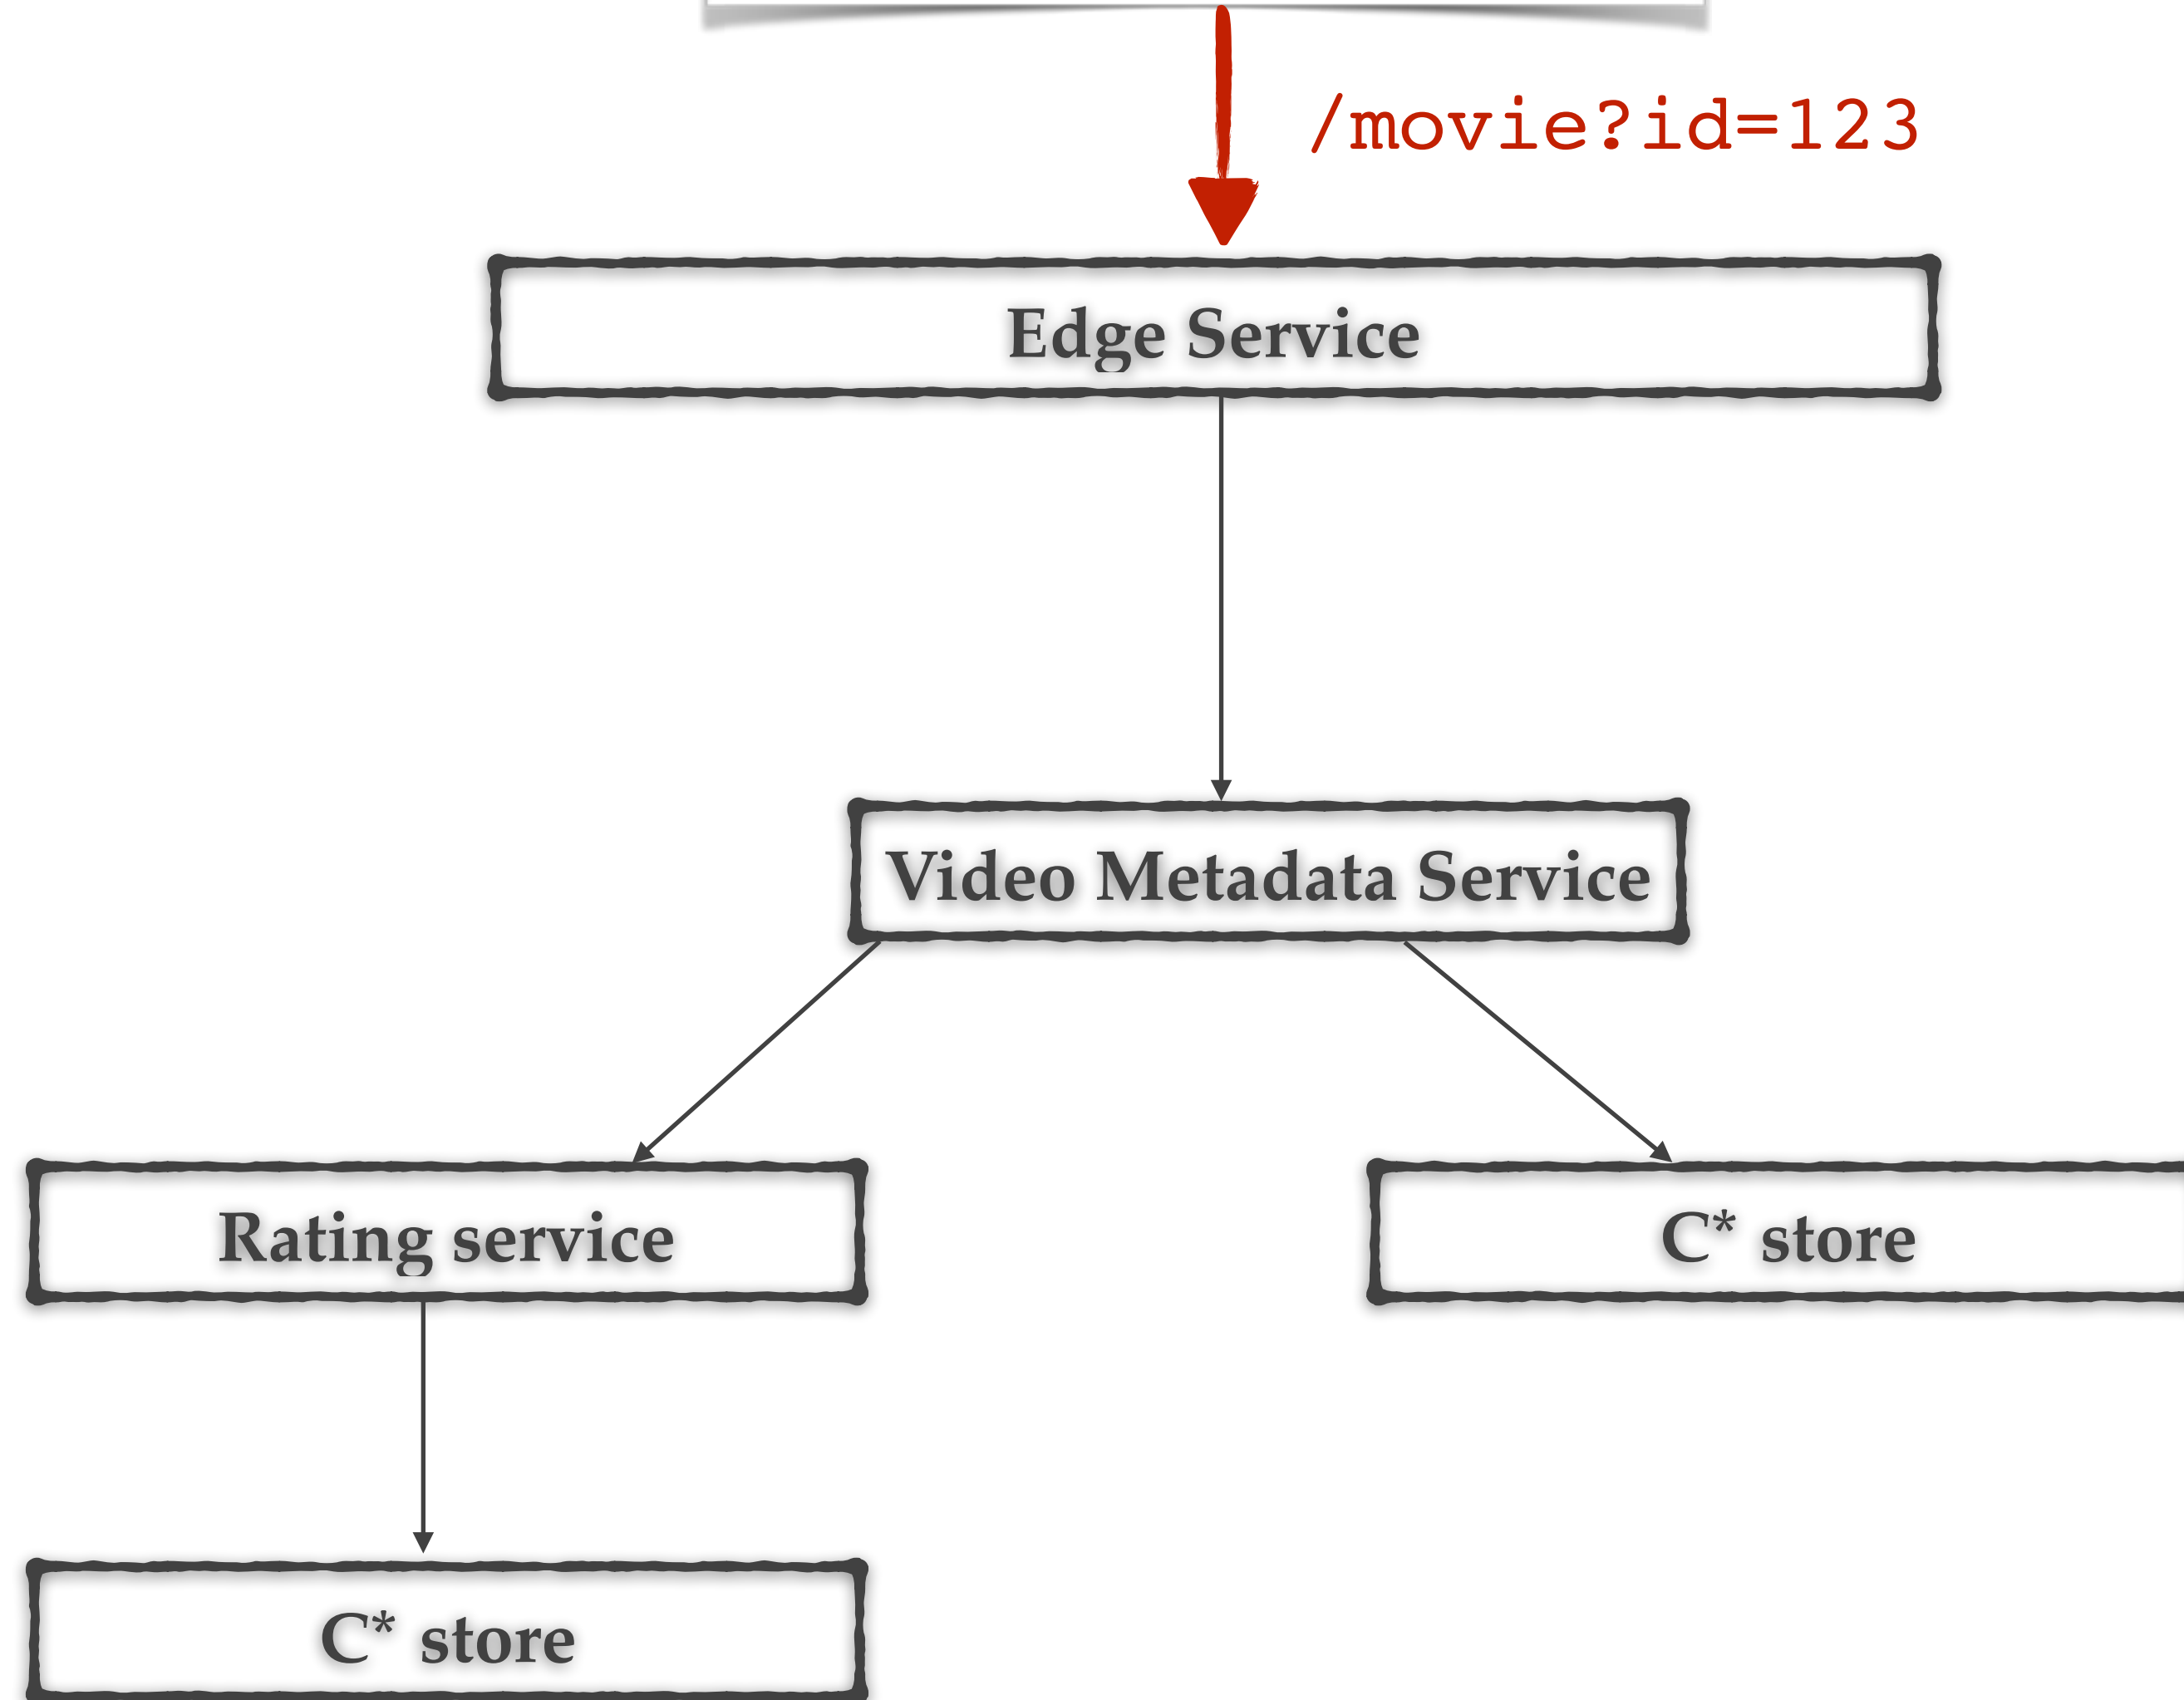 /movie?id=123
Edge Service
Video Metadata Service
Rating service
C* store
C* store